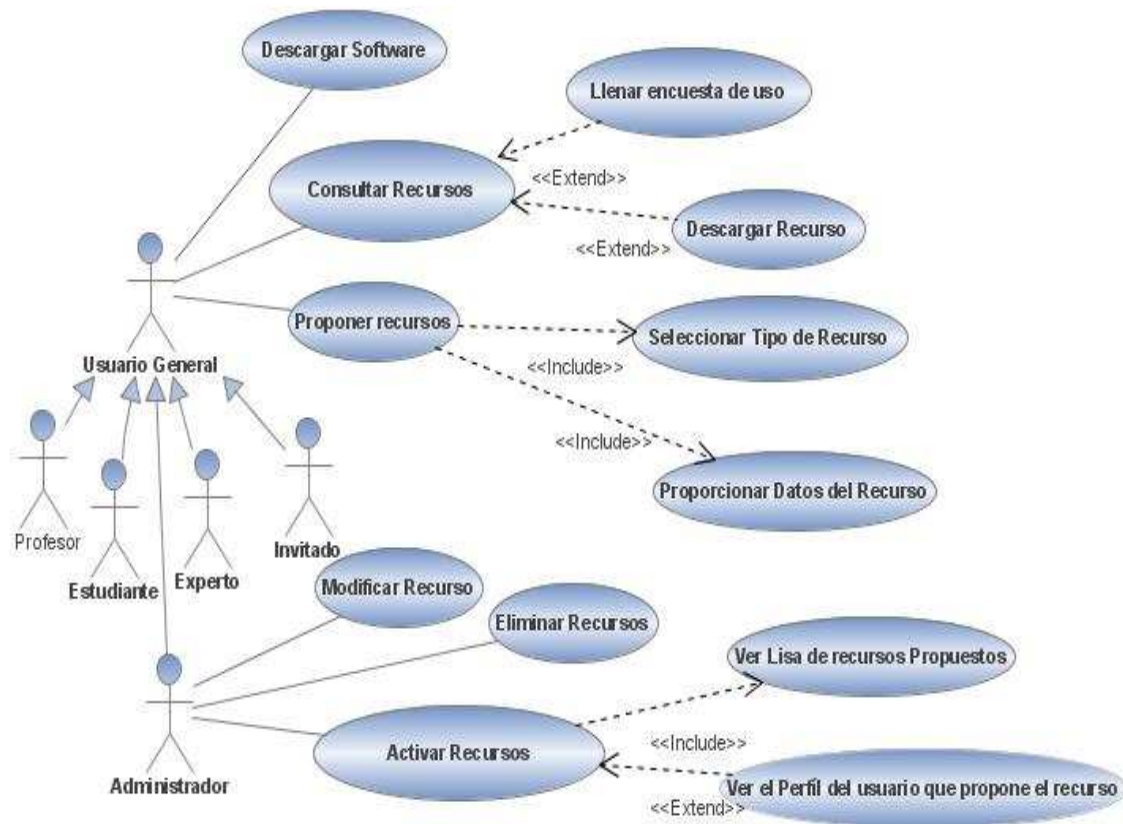 Descargar Software
Llenar encuesta de uso
Consultar Recursos
<<Extend>>
Descargar Recurso
<<Extend>>
Proponer recursos
Seleccionar Tipo de Recurso
Usuario General
<<Include>>
<<Include>>
Proporcionar Datos del Recurso
Profesor
Invitado
Estudiante
Experto
Modificar Recurso
Eliminar Recursos
Ver Lisa de recursos Propuestos
Activar Recursos
<<Include>>
Administrador
Ver el Perfil del usuario que propone el recurso
<<Extend>>